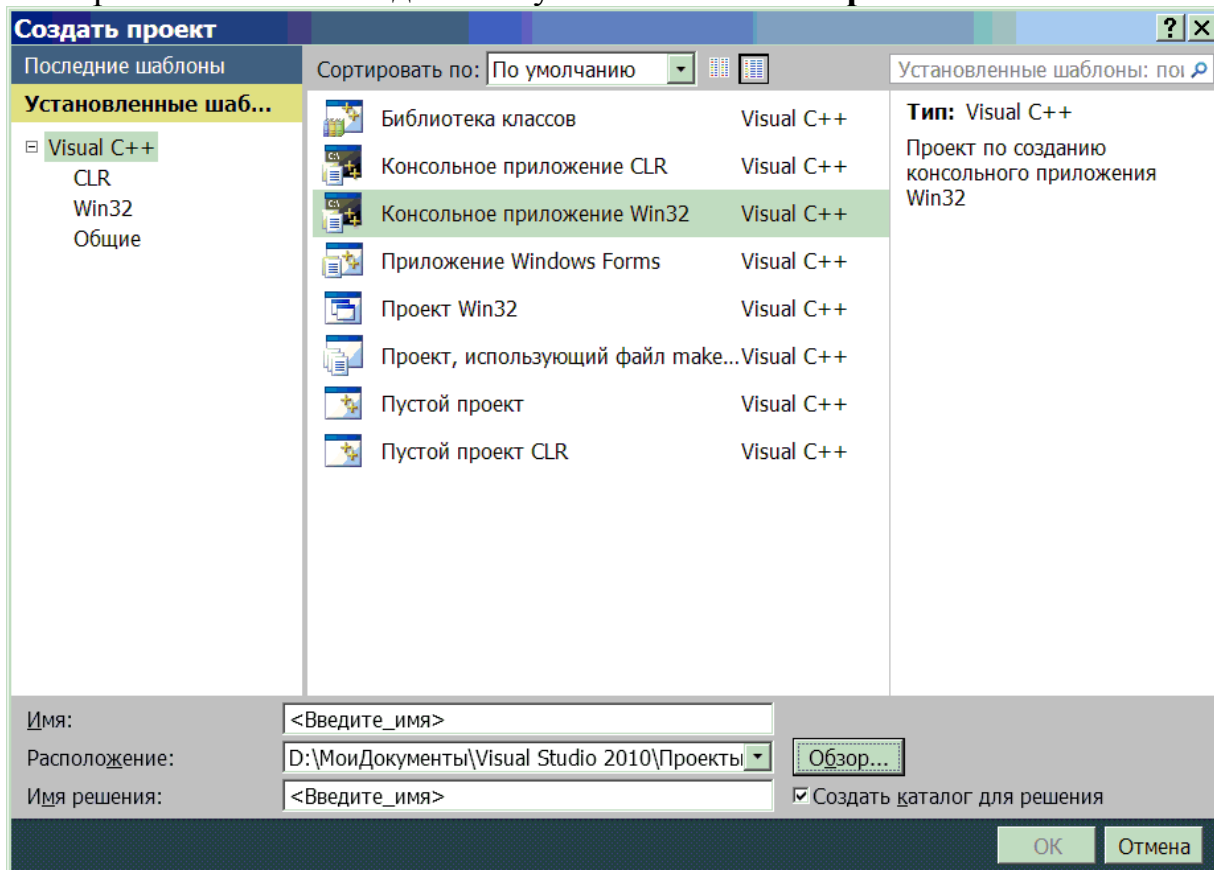 Создать проект
Последние шаблоны
Установленные шаб...
Visual C++
CLR
Win32
Общие
Сортировать по: По умолчанию
Библиотека классов Visual C++
Консольное приложение CLR Visual C++
Консольное приложение Win32 Visual C++
Приложение Windows Forms Visual C++
Проект Win32 Visual C++
Проект, использующий файл make... Visual C++
Пустой проект Visual C++
Пустой проект CLR Visual C++
Установленные шаблоны: пои
Тип: Visual C++
Проект по созданию
консольного приложения
Win32
Имя: <Введите_имя>
Расположение: D:\МоиДокументы\Visual Studio 2010\Проекты Обзор...
Имя решения: <Введите_имя> Создать каталог для решения
ОК Отмена